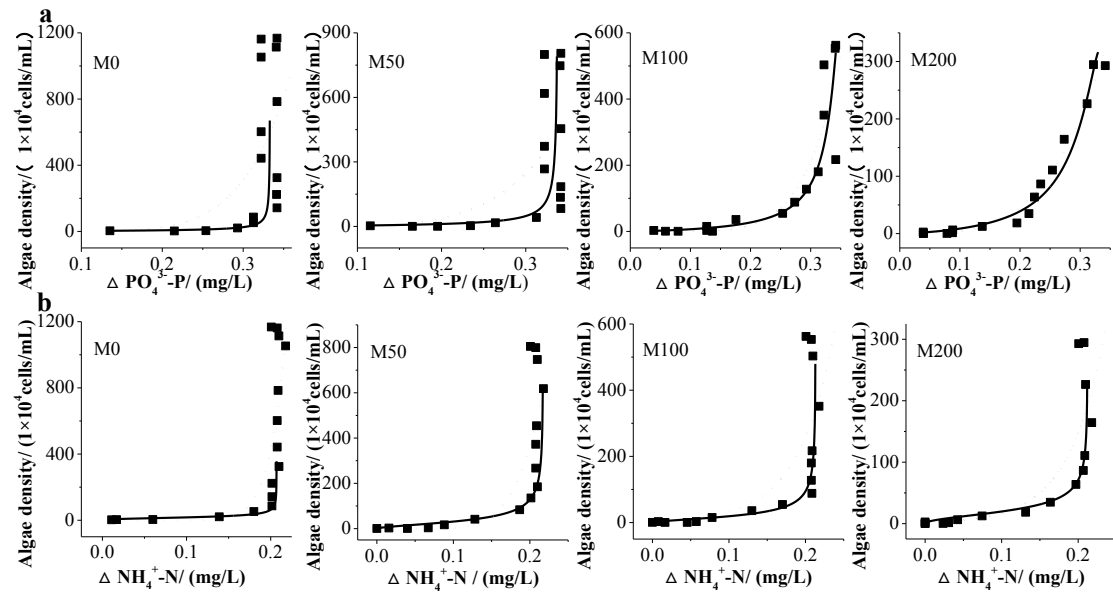 a
M0
Algae density/( 1×10⁴cells/mL)
1200
800
400
0
0.1
0.3
△ PO₄³⁻-P/ (mg/L)
M50
Algae density/( 1×10⁴cells/mL)
900
600
300
0
0.1
0.2
0.3
△ PO₄³⁻-P/ (mg/L)
M100
Algae density/( 1×10⁴cells/mL)
600
400
200
0
0.0
0.1
0.2
0.3
△ PO₄³⁻-P/ (mg/L)
M200
Algae density/( 1×10⁴cells/mL)
300
200
100
0
0.0
0.1
0.2
0.3
△ PO₄³⁻-P/ (mg/L)
b
M0
Algae density/ (1×10⁴cells/mL)
1200
800
400
0
0.0
0.1
0.2
△ NH₄⁺-N/ (mg/L)
M50
Algae density/ (1×10⁴cells/mL)
800
600
400
200
0
0.0
0.1
0.2
△ NH₄⁺-N / (mg/L)
M100
Algae density/ (1×10⁴cells/mL)
600
400
200
0
0.0
0.1
0.2
△ NH₄⁺-N/ (mg/L)
M200
Algae density/ (1×10⁴cells/mL)
300
200
100
0
0.0
0.1
0.2
△ NH₄⁺-N/ (mg/L)